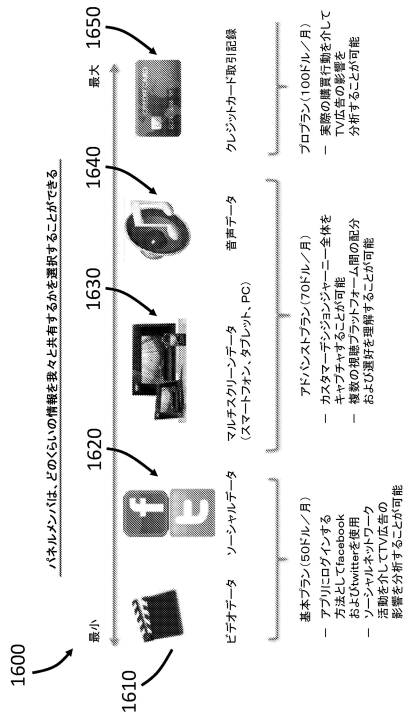 1600
パネルメンバは、どのくらいの情報を我々と共有するかを選択することができる
最小
最大
1610
1620
1630
1640
1650
f
t
ビデオデータ
ソーシャルデータ
マルチスクリーンデータ
（スマートフォン、タブレット、PC）
音声データ
クレジットカード取引記録
基本プラン（50ドル／月）
－ アプリにログインする
方法としてfacebook
およびtwitterを使用
－ ソーシャルネットワーク
活動を介してTV広告の
影響を分析することが可能
アドバンストプラン（70ドル／月）
－ カスタマーデシジョンジャーニー全体を
キャプチャすることが可能
－ 複数の視聴プラットフォーム間の配分
および選好を理解することが可能
プロプラン（100ドル／月）
－ 実際の購買行動を介して
TV広告の影響を
分析することが可能